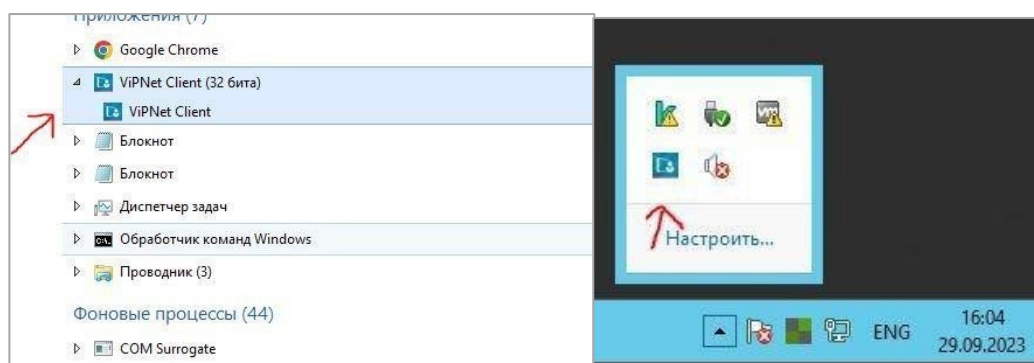 Приложения (7)
Google Chrome
ViPNet Client (32 бита)
ViPNet Client
Блокнот
Блокнот
Диспетчер задач
Обработчик команд Windows
Проводник (3)
Фоновые процессы (44)
COM Surrogate
Настроить...
ENG
16:04
29.09.2023